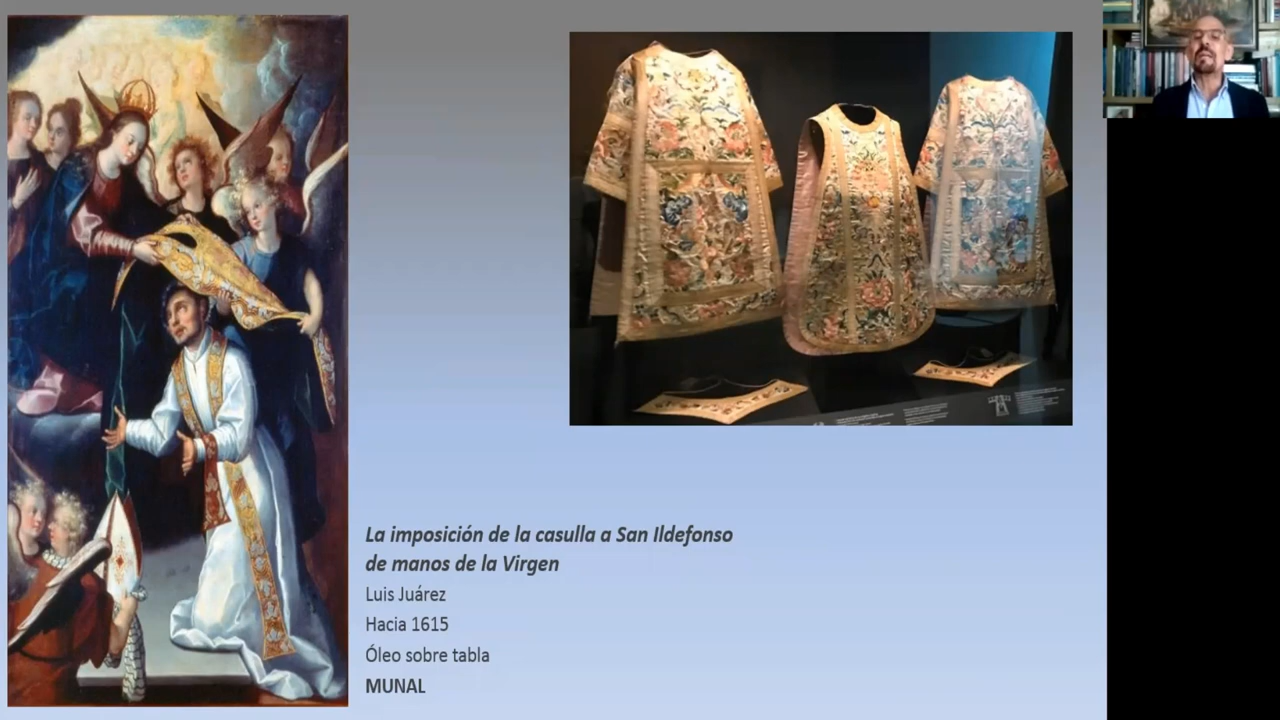 La imposición de la casulla a San Ildefonso
de manos de la Virgen
Luis Juárez
Hacia 1615
Óleo sobre tabla
MUNAL